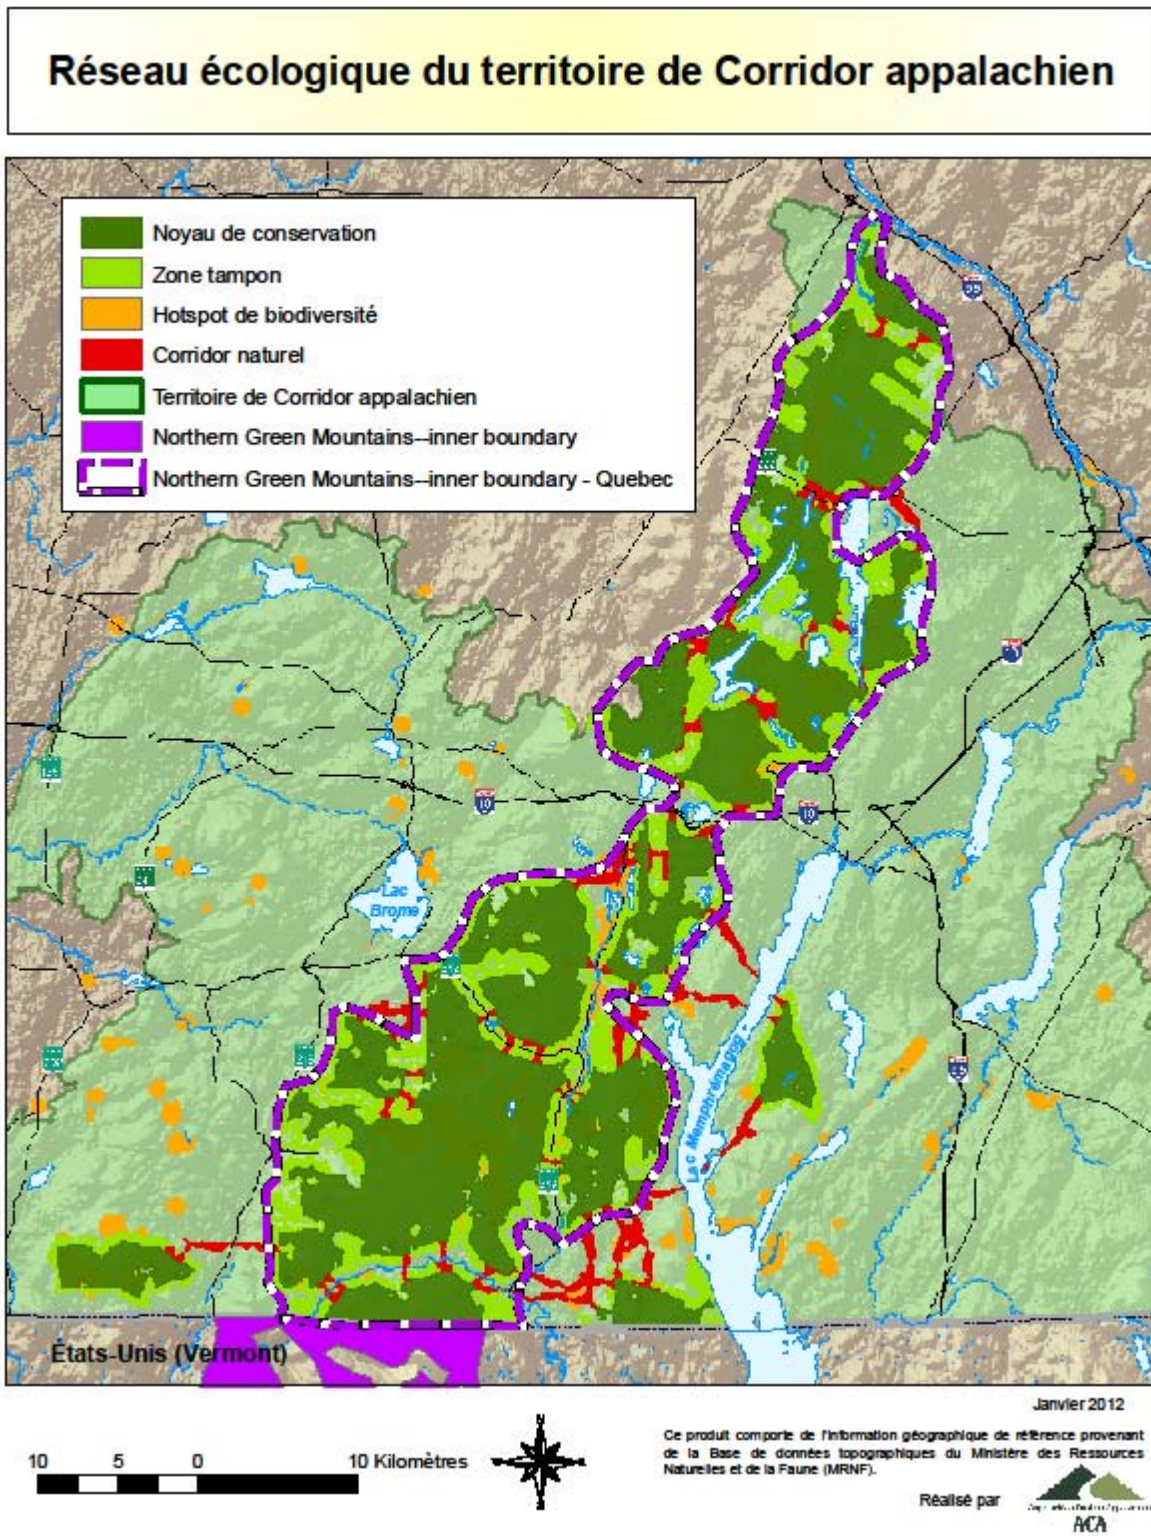 Réseau écologique du territoire de Corridor appalachien
Noyau de conservation
Zone tampon
Hotspot de biodiversité
Corridor naturel
Territoire de Corridor appalachien
Northern Green Mountains--inner boundary
Northern Green Mountains--inner boundary - Quebec
55
10
10
55
Lac
Brome
Lac Memphrémagog
États-Unis (Vermont)
Janvier 2012
10 5 0 10 Kilomètres
Ce produit comporte de l'information géographique de référence provenant
de la Base de données topographiques du Ministère des Ressources
Naturelles et de la Faune (MRNF).
Réalisé par
ACA